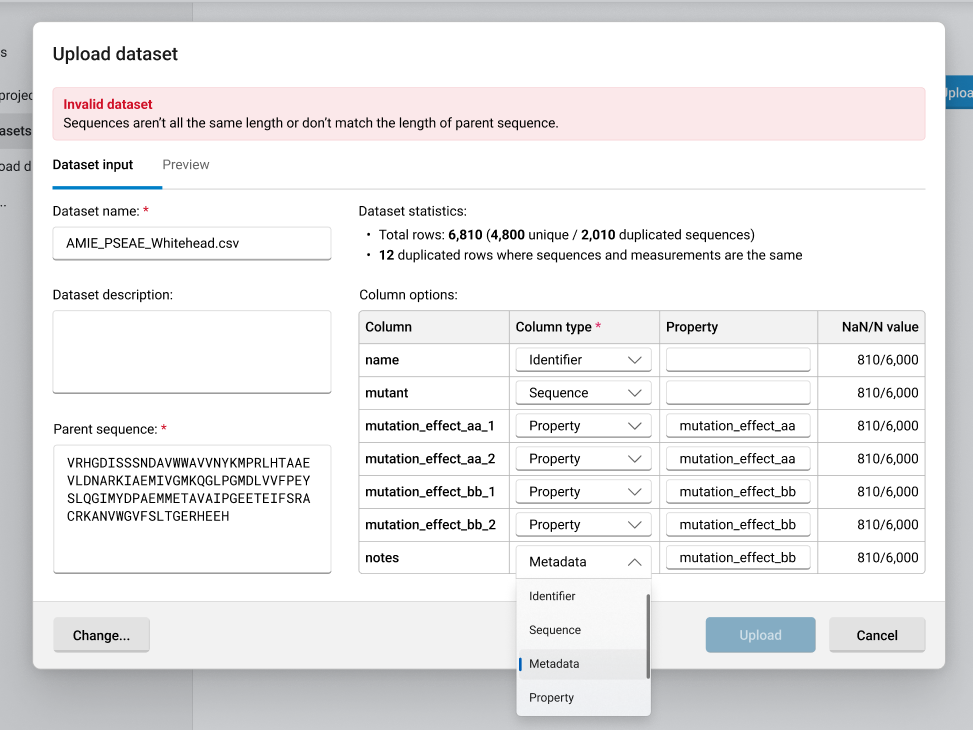 Upload dataset
Invalid dataset
Sequences aren't all the same length or don't match the length of parent sequence.
Dataset input
Preview
Dataset name: *
AMIE_PSEAE_Whitehead.csv
Dataset description:
Parent sequence: *
VRHGDISSSNDAVWWAVVNYKMPRLHTAAE
VLDNARKIAEMIVGMKQGLPGMDLVVFPEY
SLQGIMYDPAEMMETAVAIPGEETEIFSRA
CRKANVWGVFSLTGERHEEH
Dataset statistics:
• Total rows: 6,810 (4,800 unique / 2,010 duplicated sequences)
• 12 duplicated rows where sequences and measurements are the same
Column options:
Column Column type * Property NaN/N value
name Identifier 810/6,000
mutant Sequence 810/6,000
mutation_effect_aa_1 Property mutation_effect_aa 810/6,000
mutation_effect_aa_2 Property mutation_effect_aa 810/6,000
mutation_effect_bb_1 Property mutation_effect_bb 810/6,000
mutation_effect_bb_2 Property mutation_effect_bb 810/6,000
notes Metadata mutation_effect_bb 810/6,000
Identifier
Sequence
Metadata
Property
Change...
Upload
Cancel